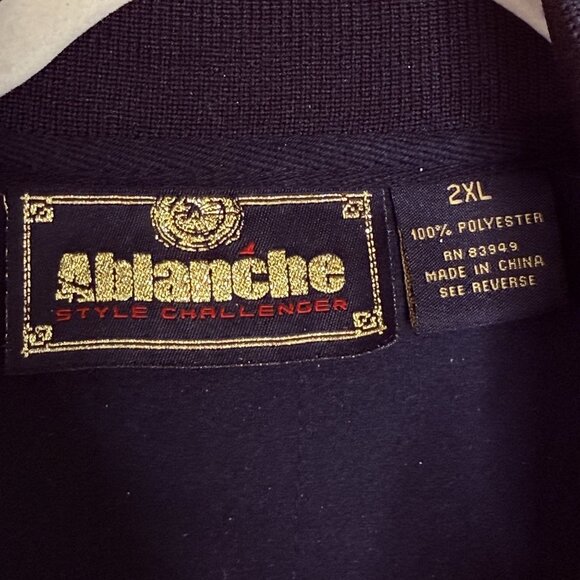 Ablanche
STYLE CHALLENGER
2XL
100% POLYESTER
RN 83949
MADE IN CHINA
SEE REVERSE